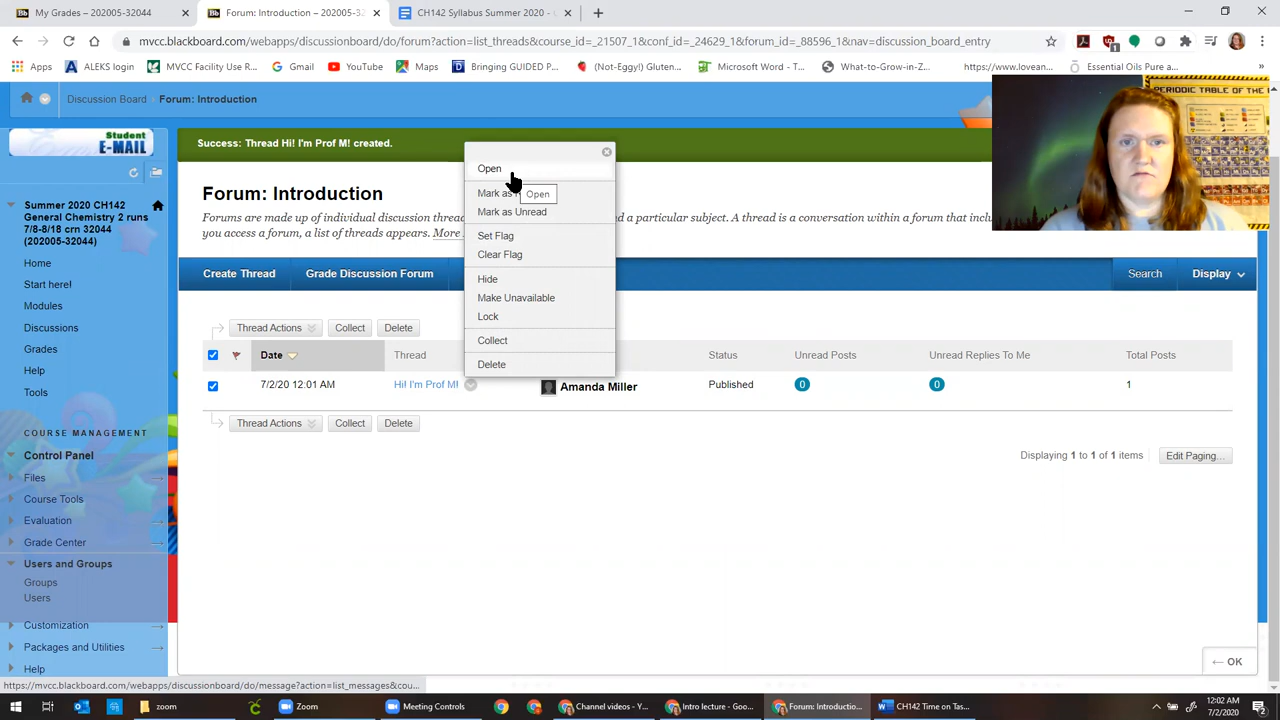 My Grades – 202005-32044
Forum: Introduction – 202005-32
CH142 Syllabus Summer 2020 -
mvcc.blackboard.com/webapps/discussionboard/do/forum?action=list_threads&course_id=_21507_1&conf_id=_24629_1&forum_id=_88596_1&nav=discussion_board_entry
Apps
ALEKS login
MVCC Facility Use R...
Gmail
YouTube
Maps
Bringing GUIDED P...
(Not-Eggy!) Gluten...
Microsoft Word - T...
What-to-Grow-in-Z...
https://www.lovean...
Essential Oils Pure a...
Discussion Board
Forum: Introduction
PERIODIC TABLE OF THE E
Student
E-MAIL
Success: Thread Hi! I'm Prof M! created.
Forum: Introduction
Forums are made up of individual discussion threa
d a particular subject. A thread is a conversation within a forum that inclu
you access a forum, a list of threads appears. More
Open
Mark as
Open
Mark as Unread
Set Flag
Clear Flag
Hide
Make Unavailable
Lock
Collect
Delete
Summer 2020 CH142
General Chemistry 2 runs
7/8-8/18 crn 32044
(202005-32044)
Home
Start here!
Modules
Discussions
Grades
Help
Tools
COURSE MANAGEMENT
Control Panel
Files
Course Tools
Evaluation
Grade Center
Users and Groups
Groups
Users
Customization
Packages and Utilities
Help
Create Thread
Grade Discussion Forum
Search
Display
Thread Actions
Collect
Delete
Date
Thread
Status
Unread Posts
Unread Replies To Me
Total Posts
7/2/20 12:01 AM
Hi! I'm Prof M!
Amanda Miller
Published
0
0
1
Thread Actions
Collect
Delete
Displaying 1 to 1 of 1 items
Edit Paging...
OK
https://mvcc.blackboard.com/webapps/discussionboard/do/message?action=list_messages&cou...
zoom
Zoom
Meeting Controls
Channel videos - Y...
Intro lecture - Goo...
Forum: Introductio...
CH142 Time on Tas...
12:02 AM
7/2/2020